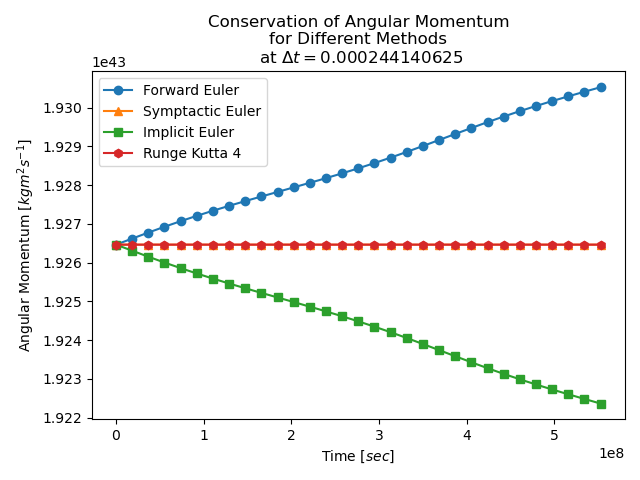 Conservation of Angular Momentum
for Different Methods
at Δt = 0.000244140625
1e43
Forward Euler
Symptactic Euler
Implicit Euler
Runge Kutta 4
1.930
1.929
1.928
1.927
1.926
1.925
1.924
1.923
1.922
Angular Momentum [kgm²s⁻¹]
0 1 2 3 4 5
1e8
Time [sec]